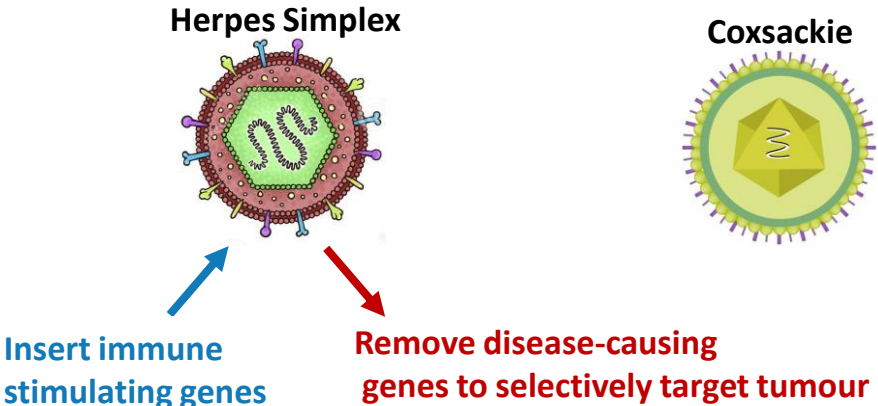 Herpes Simplex
Coxsackie
Insert immune
stimulating genes
Remove disease-causing
genes to selectively target tumour